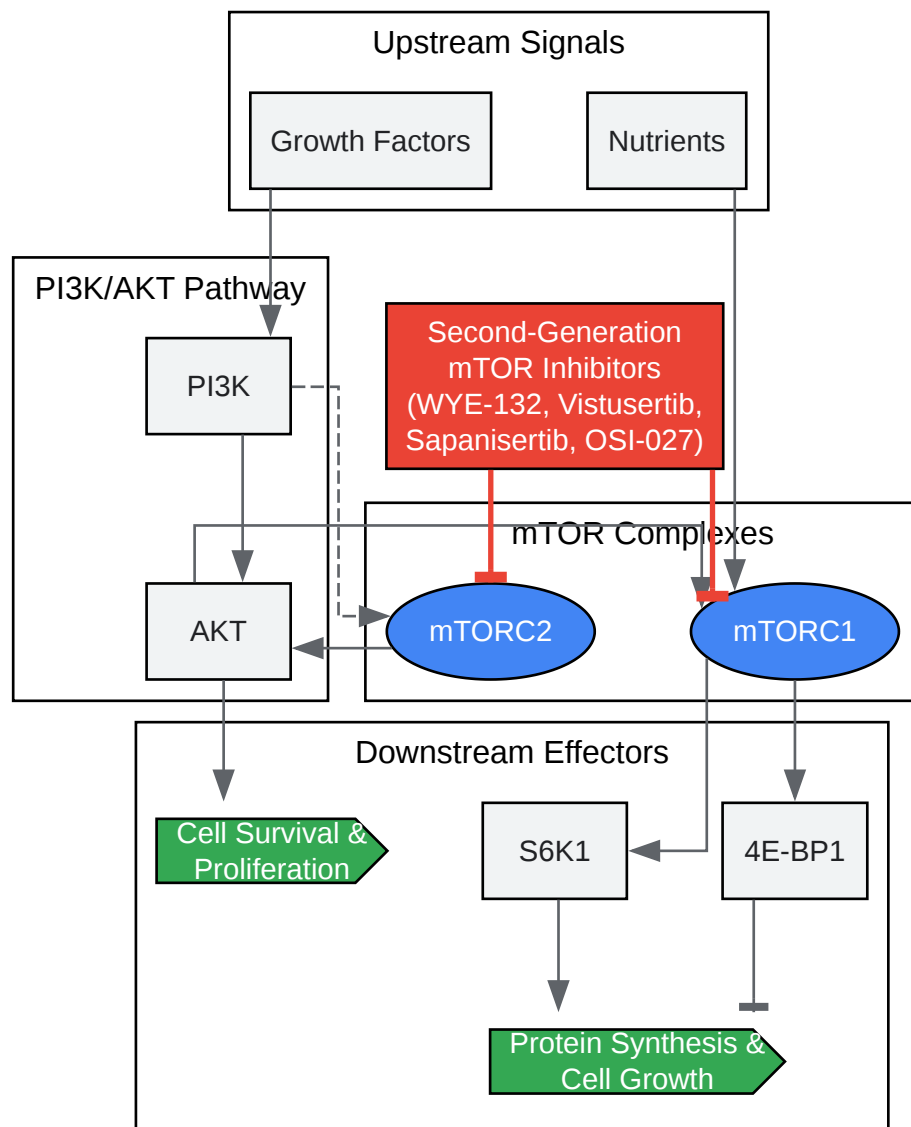 Upstream Signals
Growth Factors
Nutrients
PI3K/AKT Pathway
PI3K
Second-Generation
mTOR Inhibitors
(WYE-132, Vistusertib,
Sapanisertib, OSI-027)
mTOR Complexes
AKT
mTORC2
mTORC1
Downstream Effectors
Cell Survival &
Proliferation
S6K1
4E-BP1
Protein Synthesis &
Cell Growth